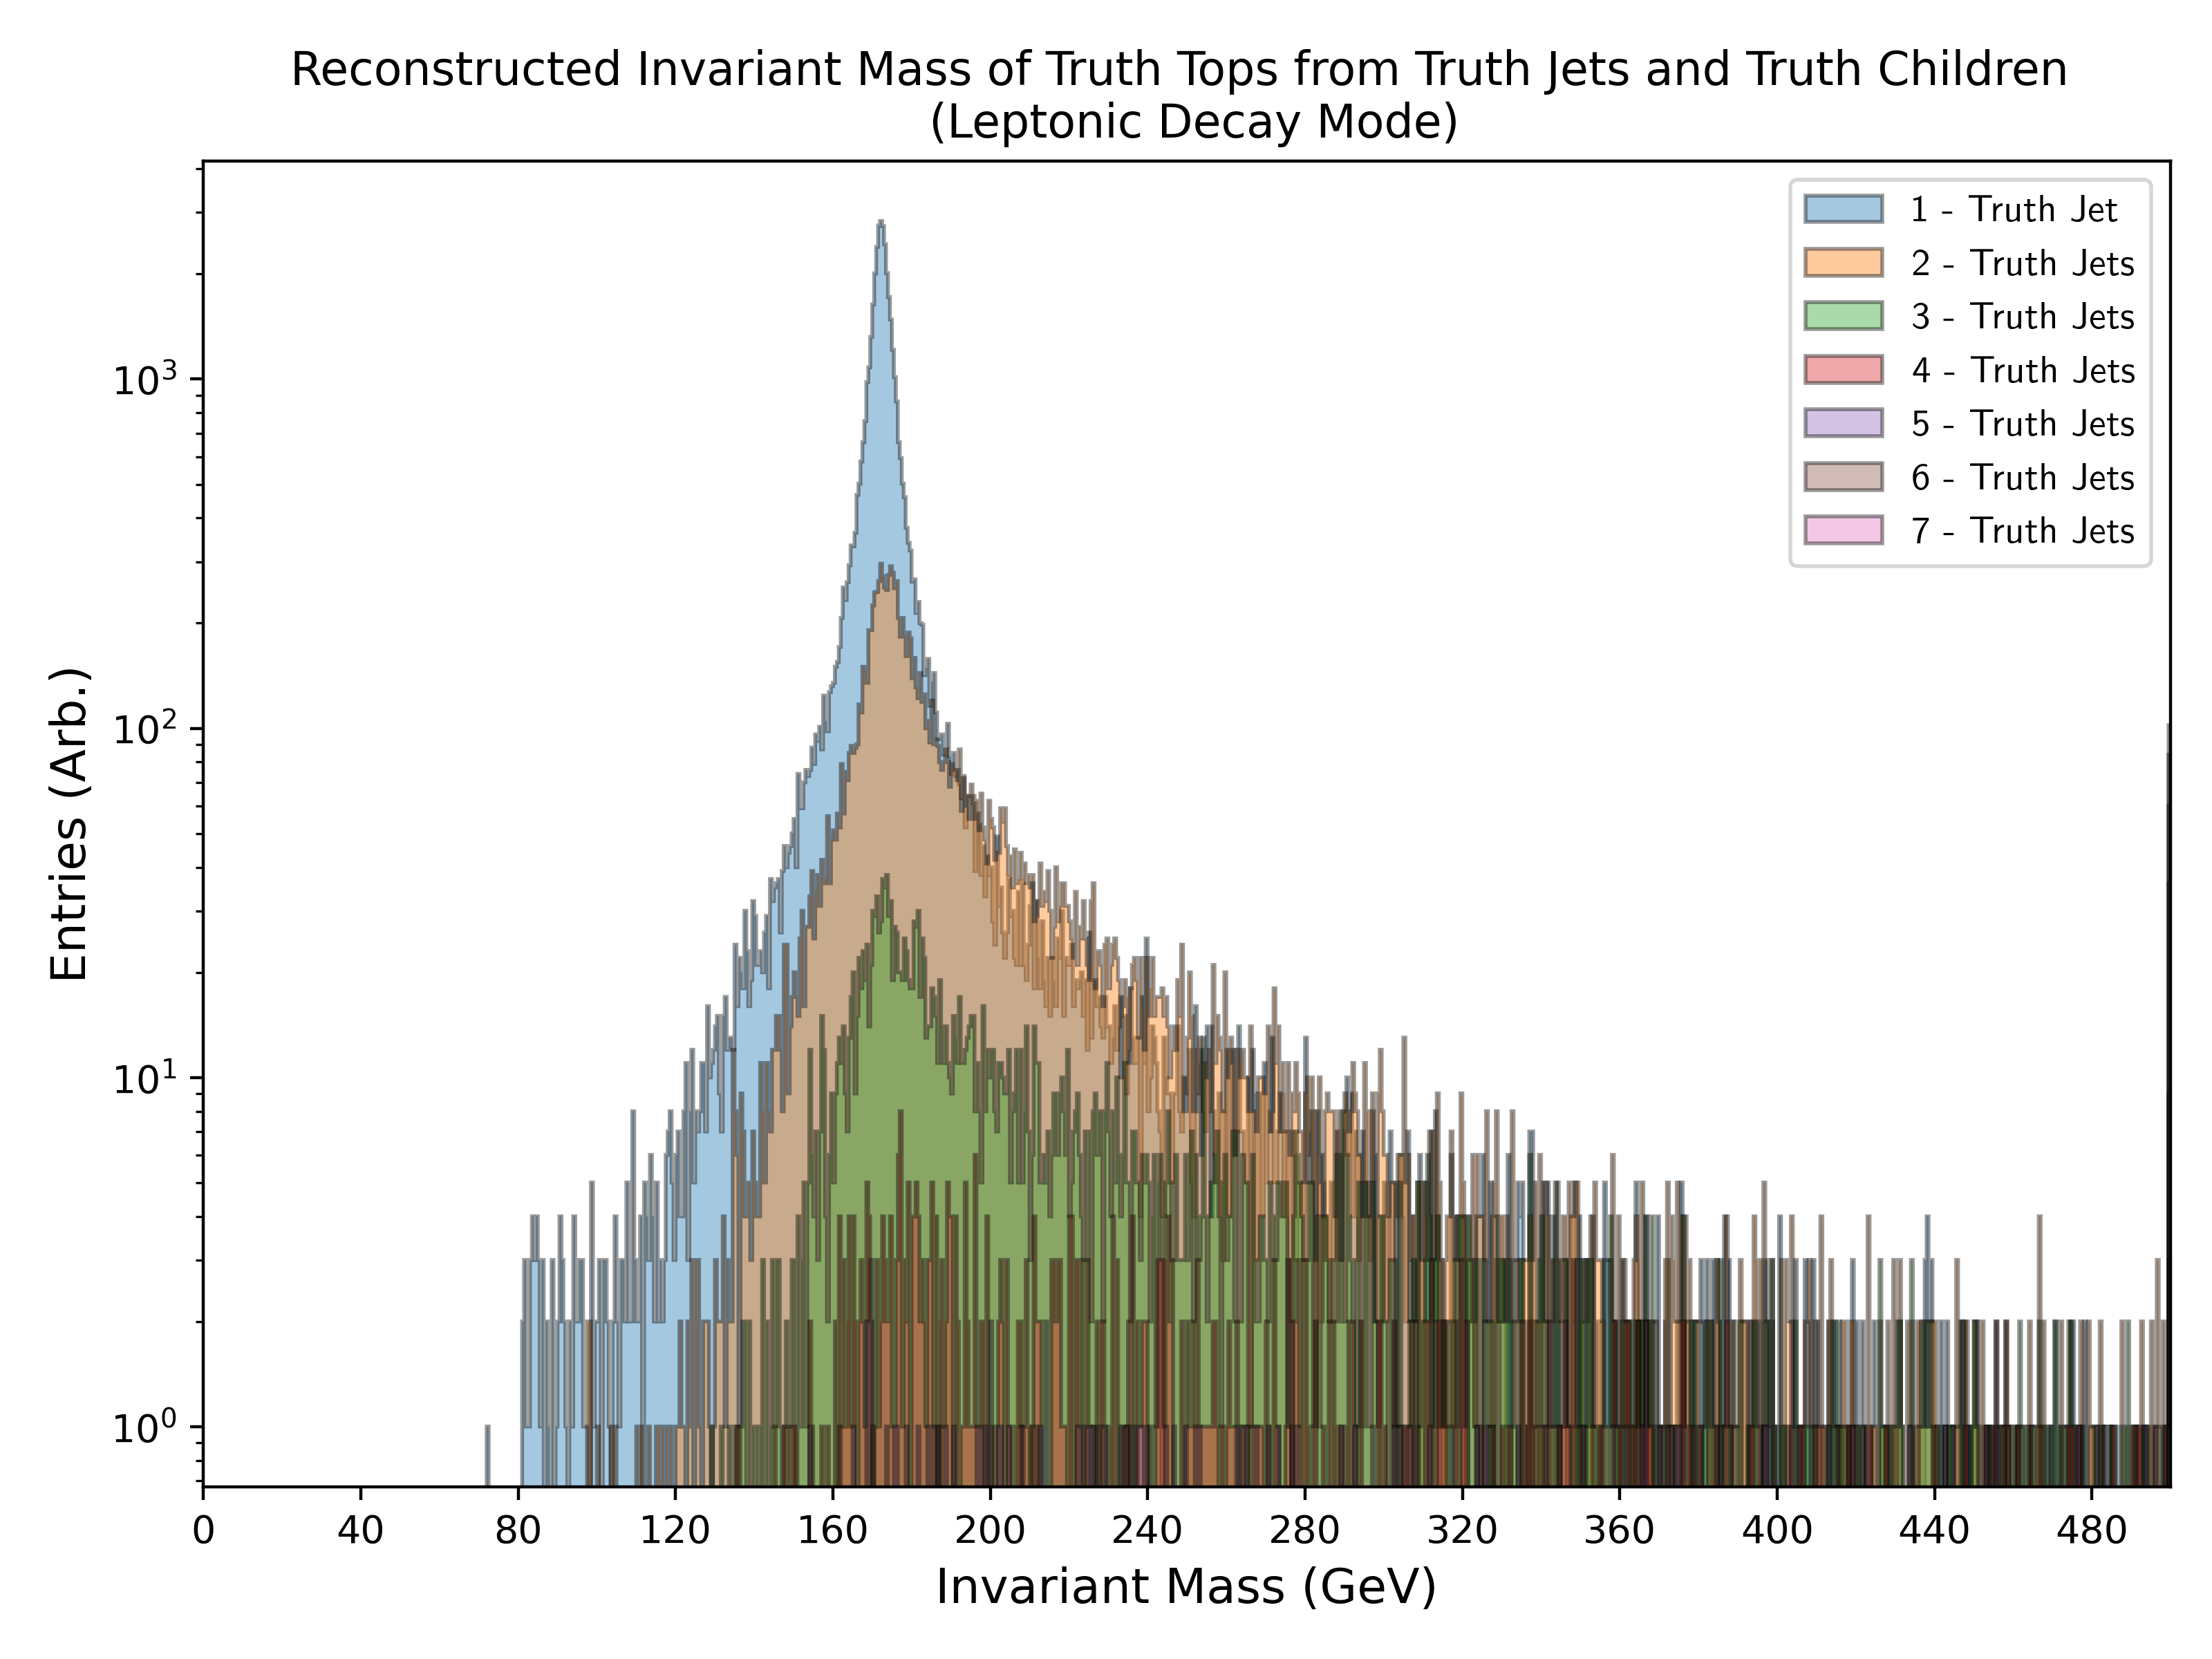 Reconstructed Invariant Mass of Truth Tops from Truth Jets and Truth Children
(Leptonic Decay Mode)
1 - Truth Jet
2 - Truth Jets
3 - Truth Jets
4 - Truth Jets
5 - Truth Jets
6 - Truth Jets
7 - Truth Jets
Entries (Arb.)
10³
10²
10¹
10⁰
0 40 80 120 160 200 240 280 320 360 400 440 480
Invariant Mass (GeV)